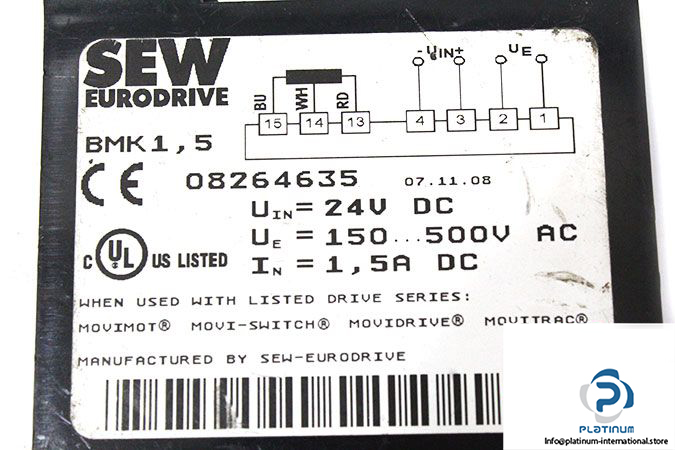 SEW
EURODRIVE
- UIN +
UE
BU
WH
RD
15 14 13 4 3 2 1
BMK1,5
CE 08264635 07.11.08
UIN = 24V DC
UE = 150...500V AC
IN = 1,5A DC
C UL US LISTED
WHEN USED WITH LISTED DRIVE SERIES:
MOVIMOT® MOVI-SWITCH® MOVIDRIVE® MOVITRAC®
MANUFACTURED BY SEW-EURODRIVE
P
PLATINUM
Info@platinum-international.store